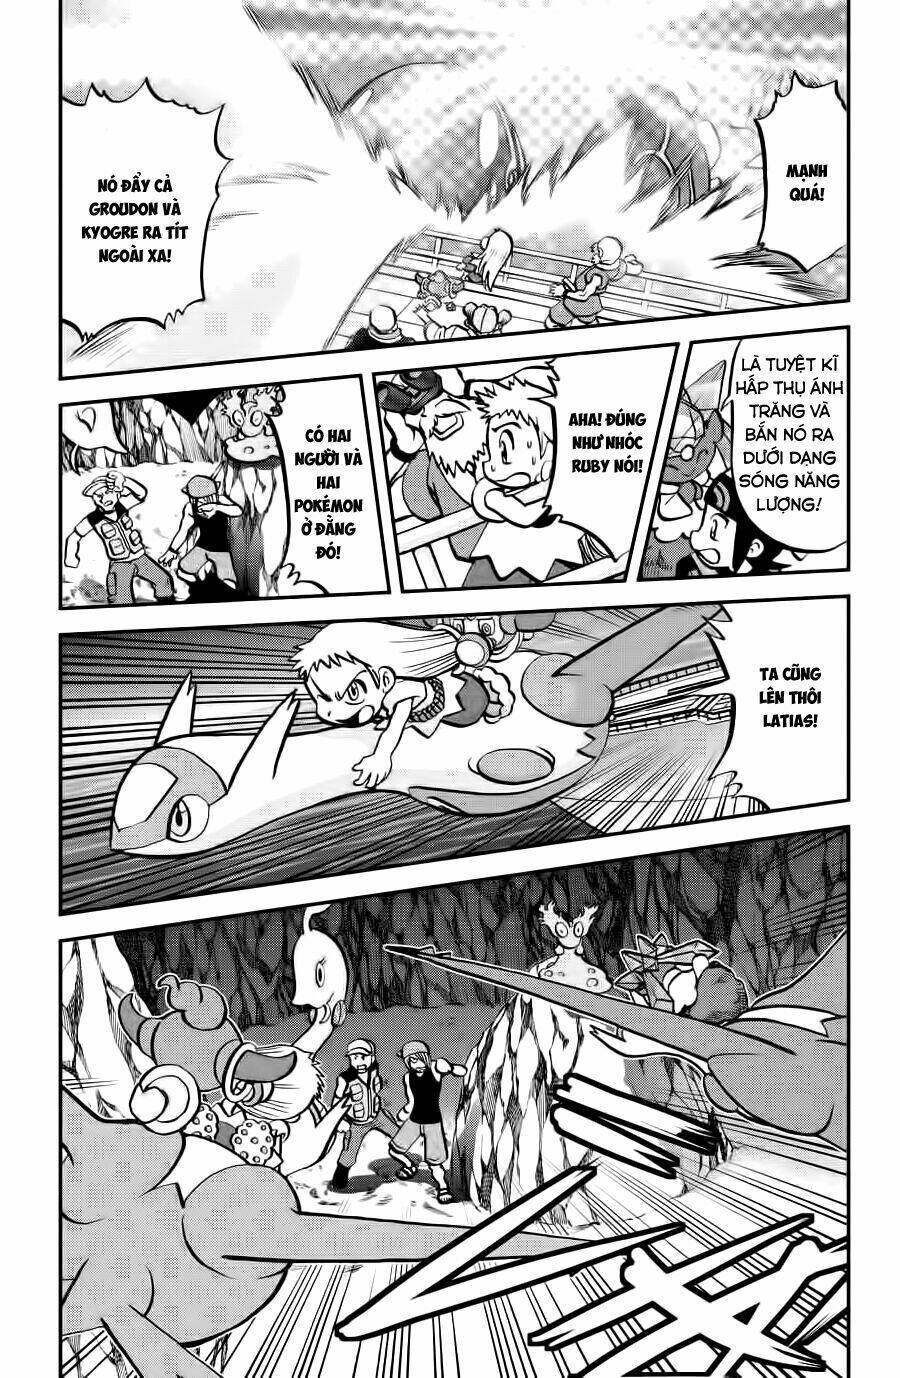 MẠNH
QUÁ!
NÓ ĐẨY CẢ
GROUDON VÀ
KYOGRE RA TÍT
NGOÀI XA!
LÀ TUYỆT KĨ
HẤP THỤ ÁNH
TRĂNG VÀ
BẮN NÓ RA
DƯỚI DẠNG
SÓNG NĂNG
LƯỢNG!
AHA! ĐÚNG
NHƯ NHÓC
RUBY NÓI!
CÓ HAI
NGƯỜI VÀ
HAI
POKÉMON
Ở ĐẰNG
ĐÓ!
TA CŨNG
LÊN THÔI
LATIAS!